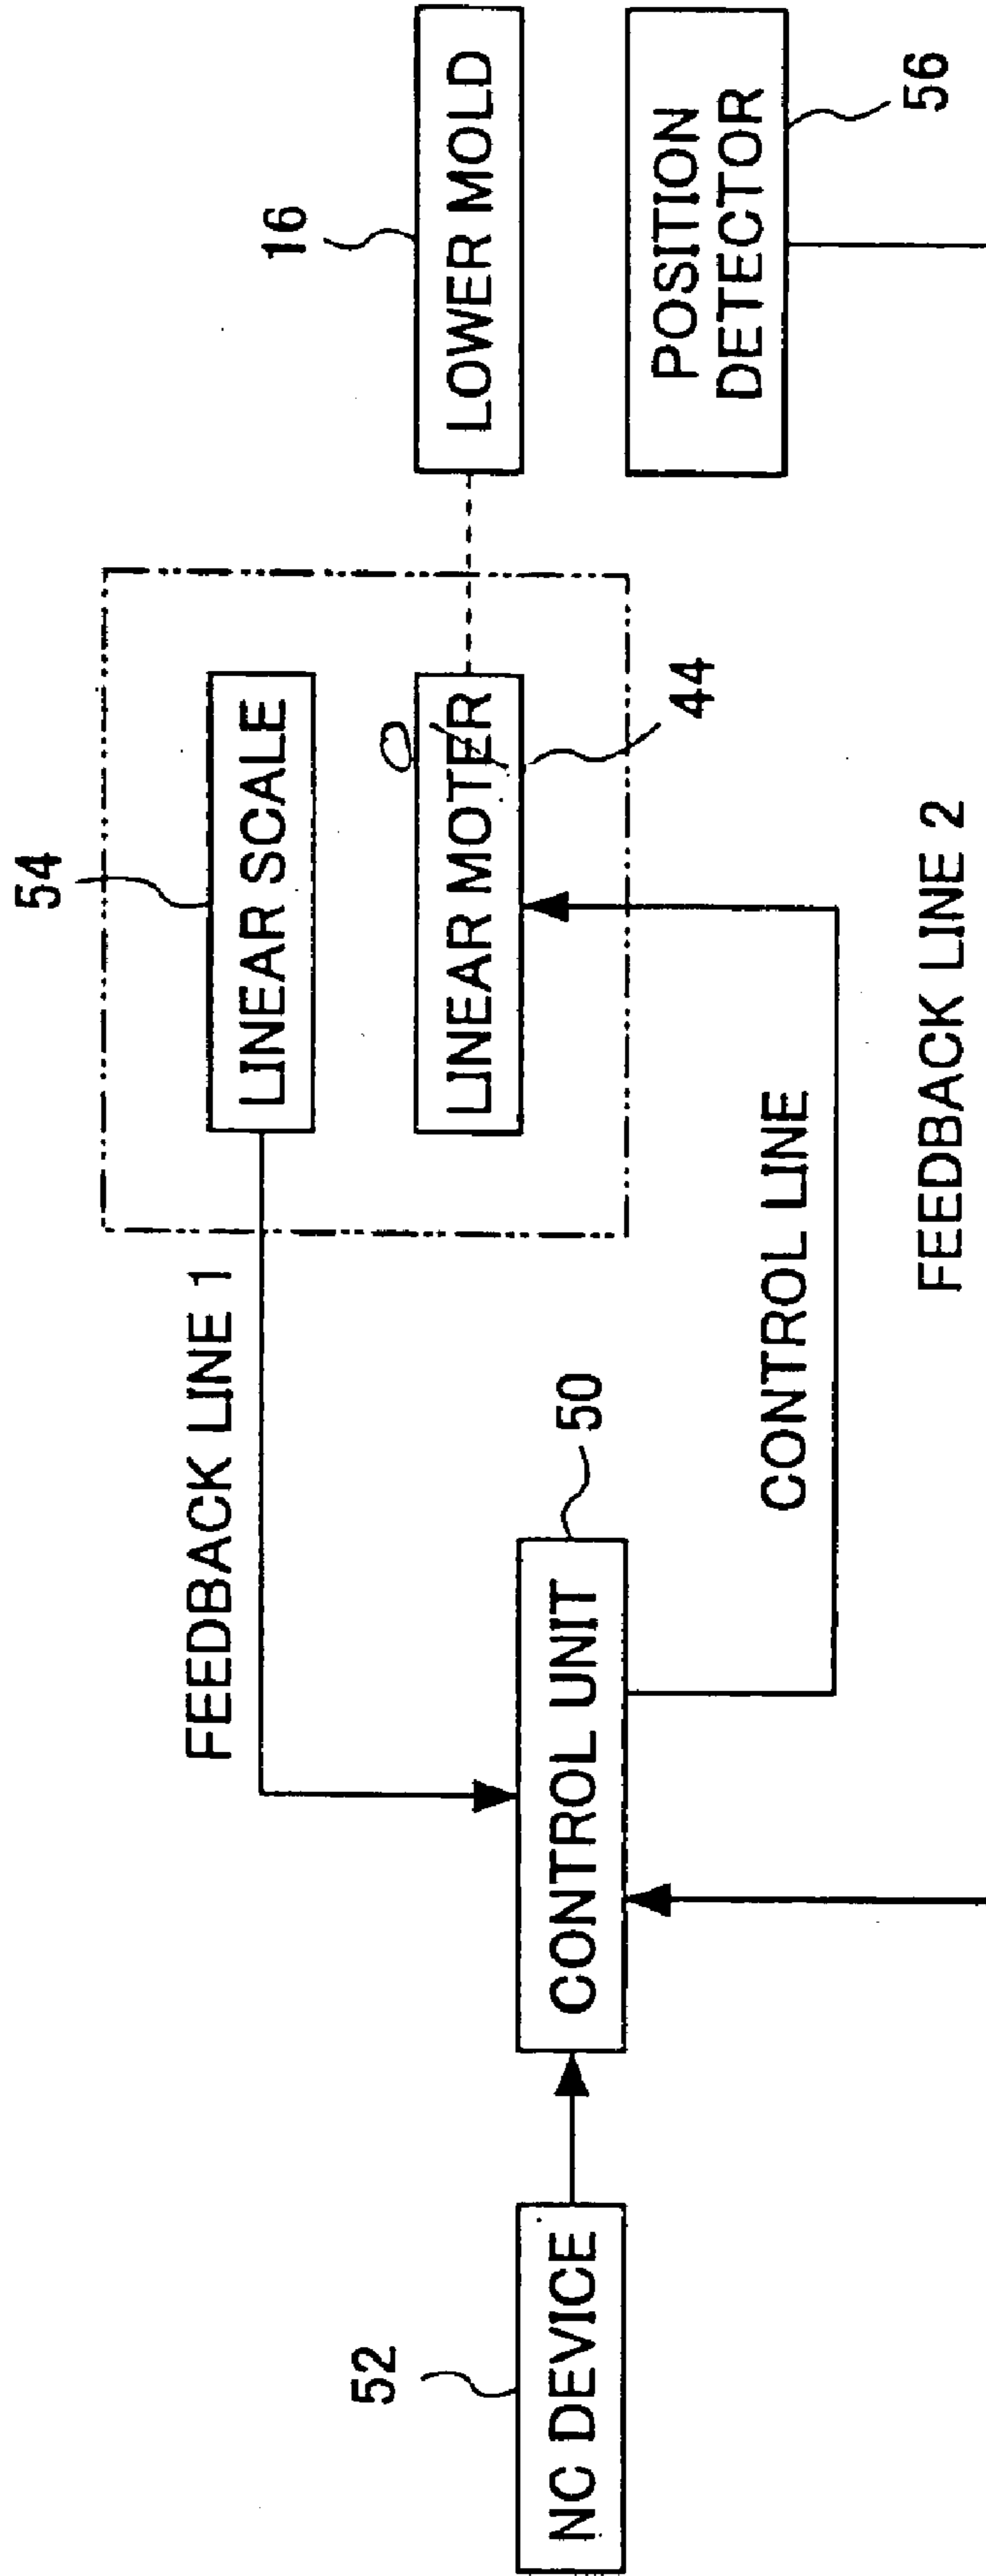 54
16
FEEDBACK LINE 1
LINEAR SCALE
O
LINEAR MOTER
LOWER MOLD
44
52
50
NC DEVICE
CONTROL UNIT
POSITION
DETECTOR
CONTROL LINE
56
FEEDBACK LINE 2